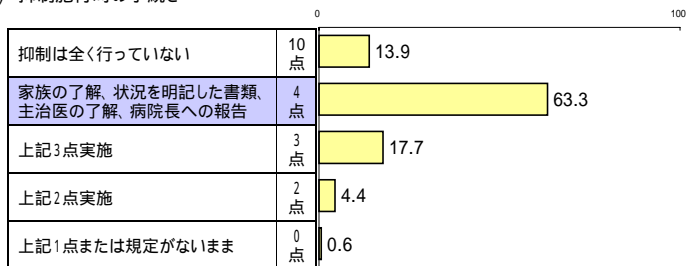 0 100
抑制は全く行っていない 10点 13.9
家族の了解、状況を明記した書類、
主治医の了解、病院長への報告 4点 63.3
上記3点実施 3点 17.7
上記2点実施 2点 4.4
上記1点または規定がないまま 0点 0.6